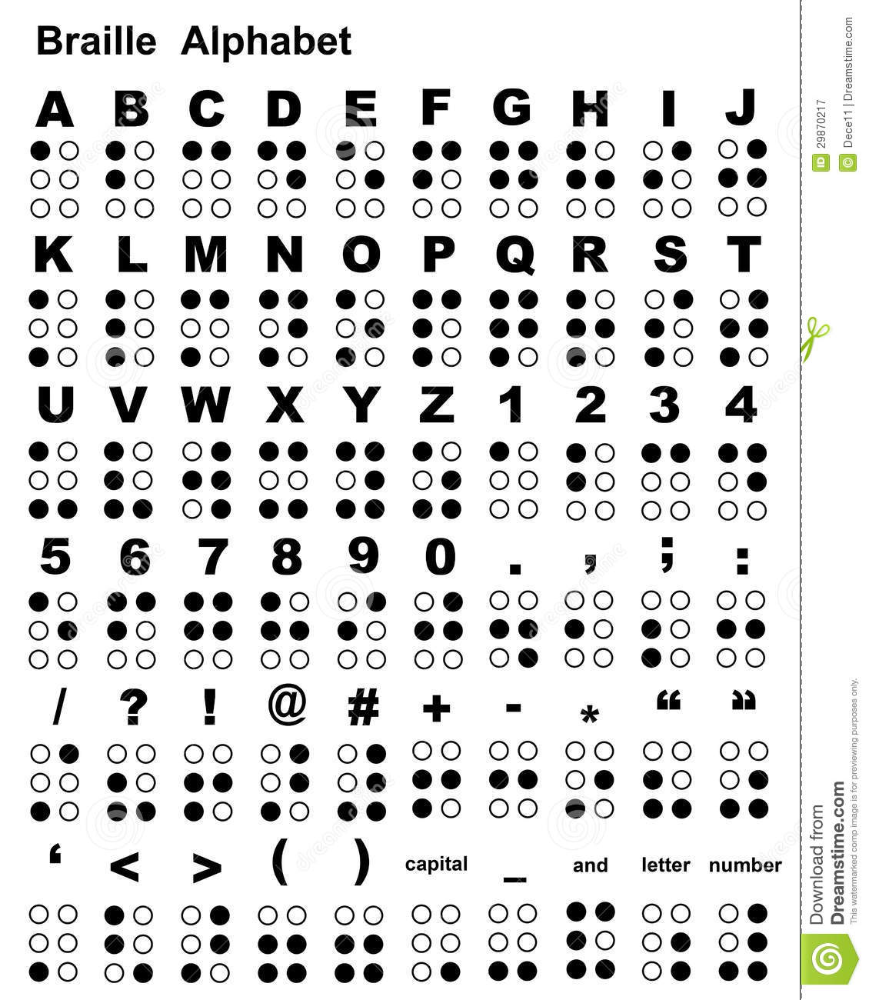 Braille Alphabet
A B C D E F G H I J
K L M N O P Q R S T
U V W X Y Z 1 2 3 4
5 6 7 8 9 0 . , ; :
/ ? ! @ # + - * “ ”
‘ < > ( ) capital _ and letter number
ID 29870217
© Dece11 | Dreamstime.com
Download from
Dreamstime.com
This watermarked comp image is for previewing purposes only.